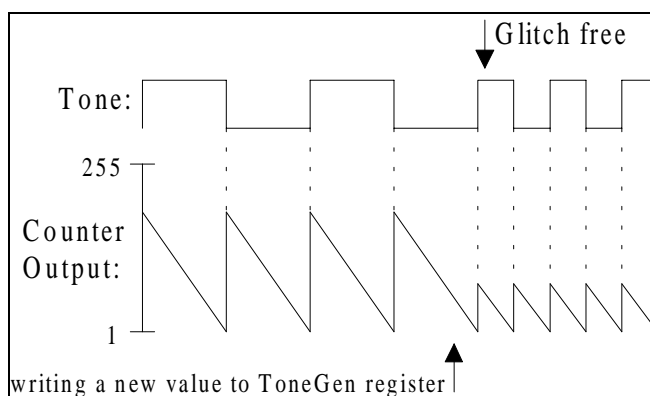 Glitch free
Tone:
255
Counter
Output:
1
writing a new value to ToneGen register